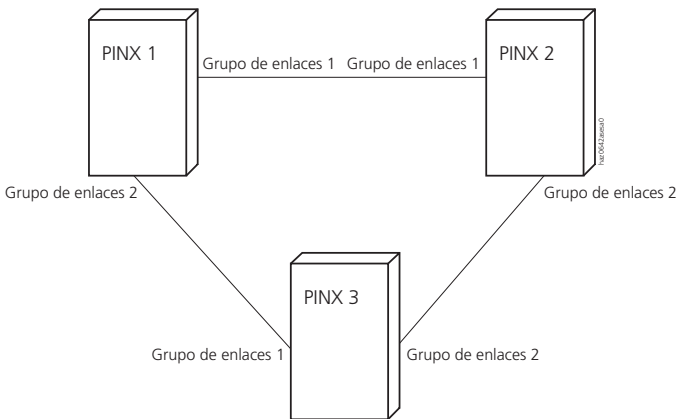 PINX 1
PINX 2
Grupo de enlaces 1
Grupo de enlaces 1
Grupo de enlaces 2
Grupo de enlaces 2
PINX 3
Grupo de enlaces 1
Grupo de enlaces 2